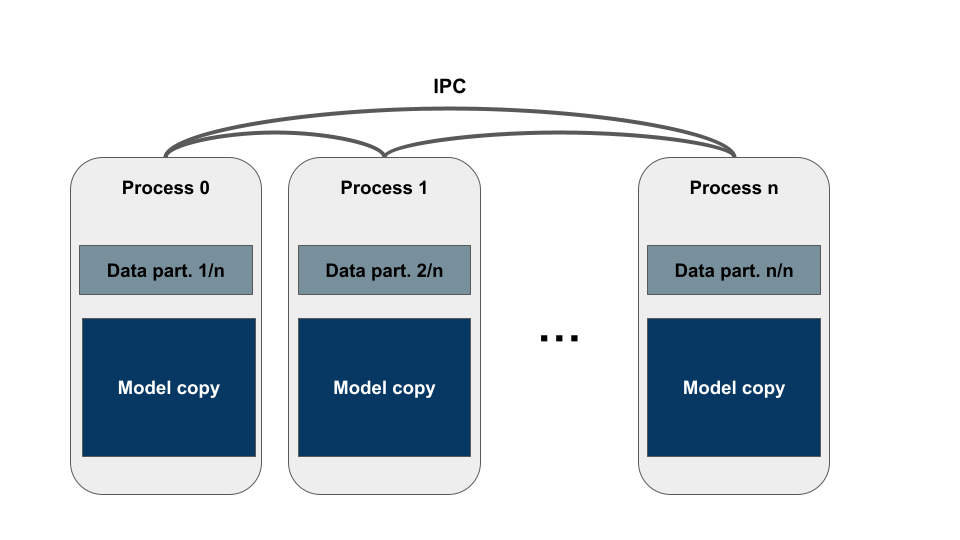 IPC
Process 0
Process 1
Process n
Data part. 1/n
Data part. 2/n
Data part. n/n
...
Model copy
Model copy
Model copy